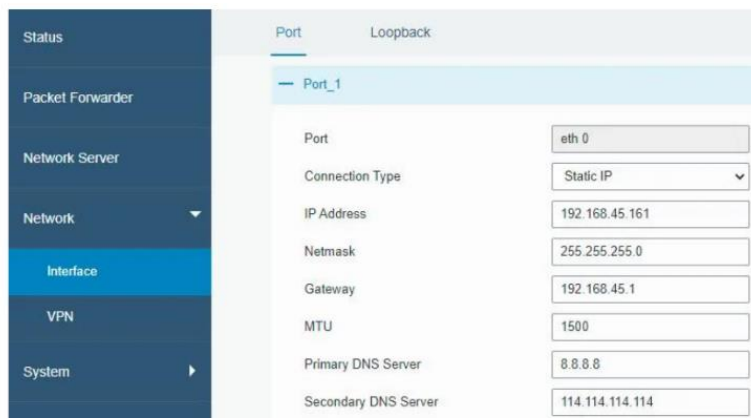 Status
Packet Forwarder
Network Server
Network
Interface
VPN
System
Port Loopback
Port_1
Port eth 0
Connection Type Static IP
IP Address 192.168.45.161
Netmask 255.255.255.0
Gateway 192.168.45.1
MTU 1500
Primary DNS Server 8.8.8.8
Secondary DNS Server 114.114.114.114